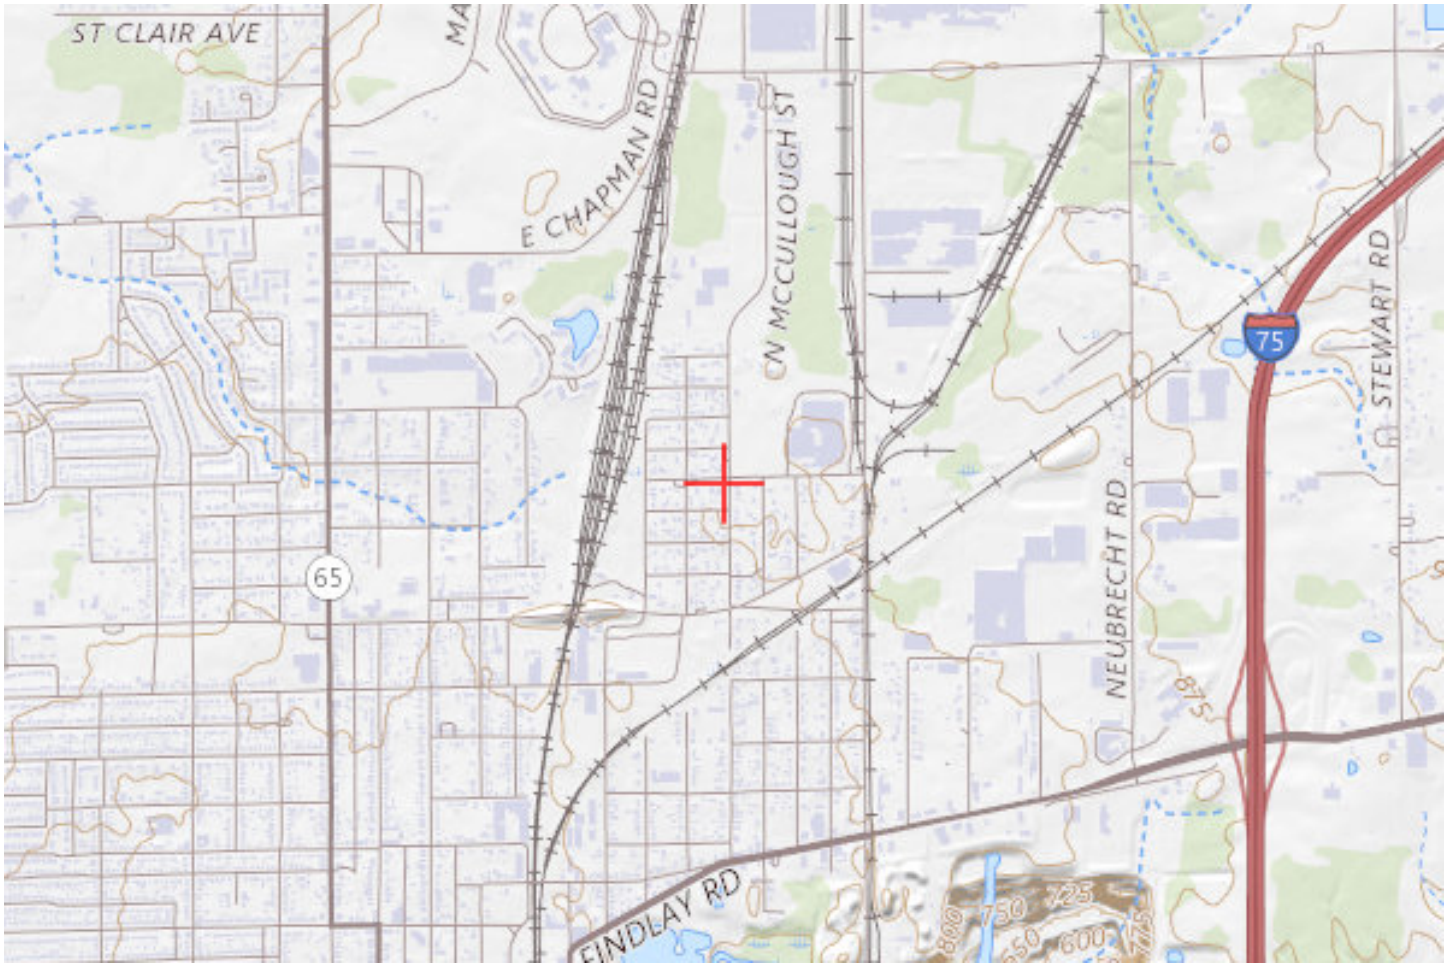 ST CLAIR AVE
MA
E CHAPMAN RD
N MCCULLOUGH ST
STEWART RD
75
65
NEUBRECHT RD
875
FINDLAY RD
800
750
725
650
600
775